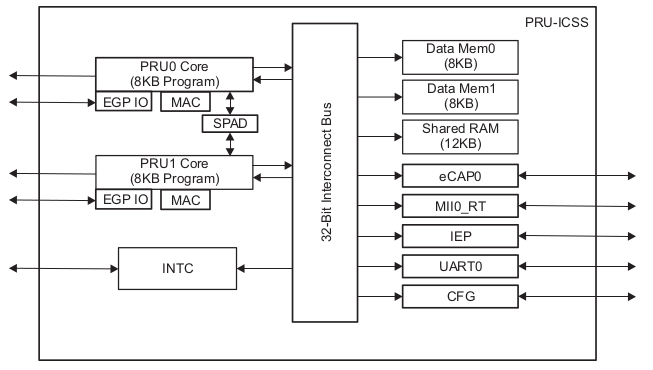 PRU-ICSS
PRU0 Core
(8KB Program)
EGP IO
MAC
SPAD
PRU1 Core
(8KB Program)
EGP IO
MAC
INTC
32-Bit Interconnect Bus
Data Mem0
(8KB)
Data Mem1
(8KB)
Shared RAM
(12KB)
eCAP0
MII0_RT
IEP
UART0
CFG